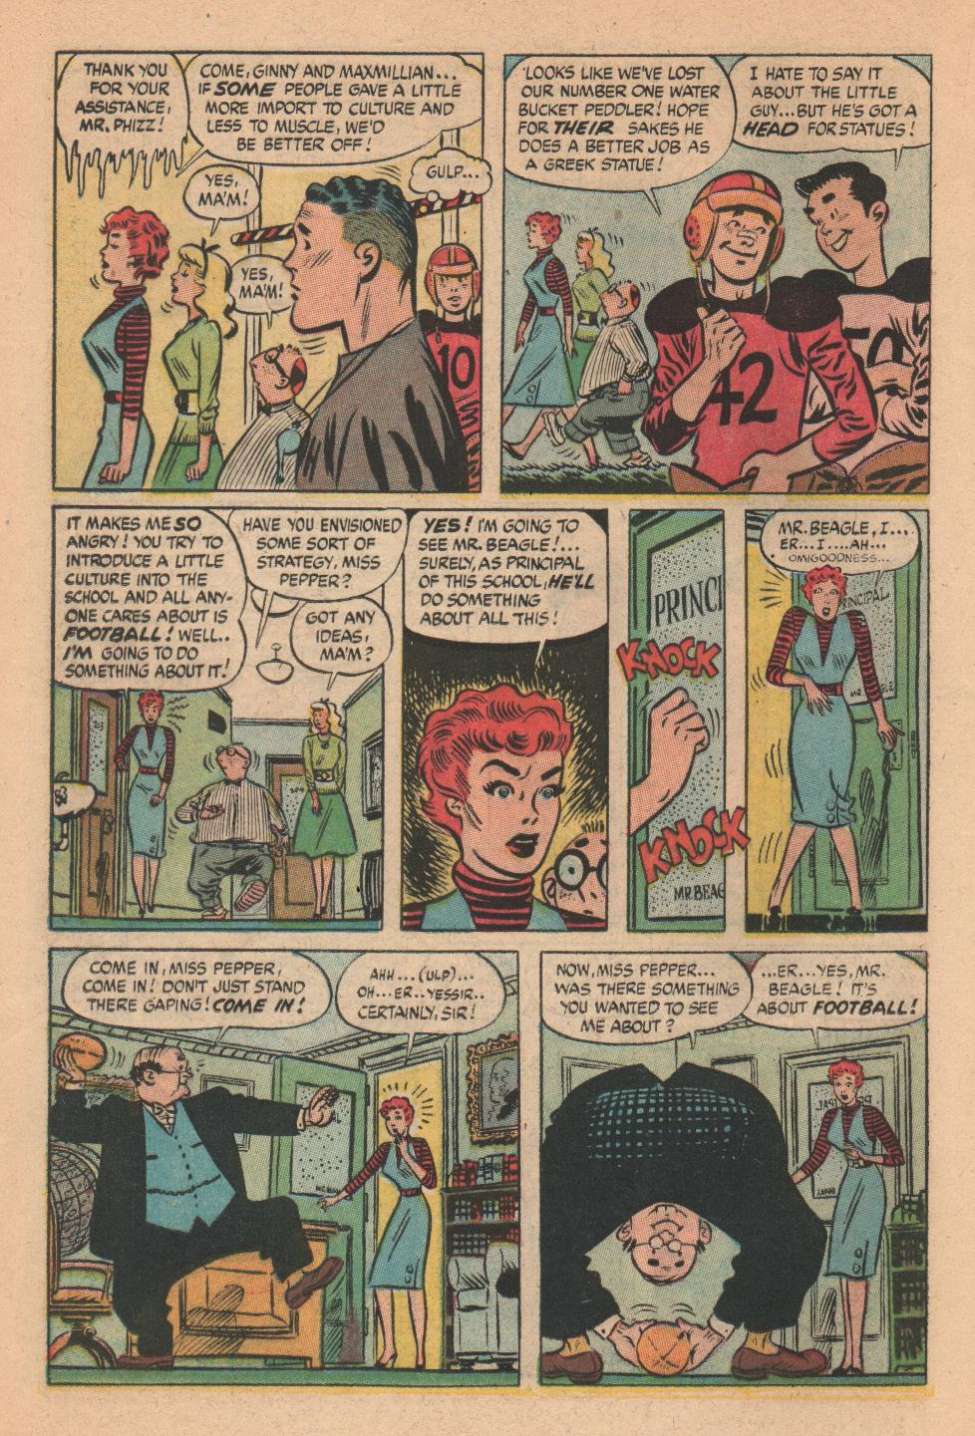 THANK YOU
FOR YOUR
ASSISTANCE,
MR. PHIZZ!
COME, GINNY AND MAXMILLIAN...
IF SOME PEOPLE GAVE A LITTLE
MORE IMPORT TO CULTURE AND
LESS TO MUSCLE, WE'D
BE BETTER OFF!
YES,
MA'M!
YES,
MA'M!
GULP...
10
'LOOKS LIKE WE'VE LOST
OUR NUMBER ONE WATER
BUCKET PEDDLER! HOPE
FOR THEIR SAKES HE
DOES A BETTER JOB AS
A GREEK STATUE!
I HATE TO SAY IT
ABOUT THE LITTLE
GUY...BUT HE'S GOT A
HEAD FOR STATUES!
42
IT MAKES ME SO
ANGRY! YOU TRY TO
INTRODUCE A LITTLE
CULTURE INTO THE
SCHOOL AND ALL ANY-
ONE CARES ABOUT IS
FOOTBALL! WELL..
I'M GOING TO DO
SOMETHING ABOUT IT!
HAVE YOU ENVISIONED
SOME SORT OF
STRATEGY, MISS
PEPPER?
GOT ANY
IDEAS,
MA'M?
YES! I'M GOING TO
SEE MR. BEAGLE!...
SURELY, AS PRINCIPAL
OF THIS SCHOOL, HE'LL
DO SOMETHING
ABOUT ALL THIS!
PRINCI
KNOCK
KNOCK
MR.BEAG
MR. BEAGLE, I...
ER...I....AH...
OMIGOODNESS...
NCIPAL
COME IN, MISS PEPPER,
COME IN! DON'T JUST STAND
THERE GAPING! COME IN!
AHH...(ULP)...
OH...ER..YESSIR..
CERTAINLY, SIR!
NOW, MISS PEPPER...
WAS THERE SOMETHING
YOU WANTED TO SEE
ME ABOUT?
...ER...YES, MR.
BEAGLE! IT'S
ABOUT FOOTBALL!